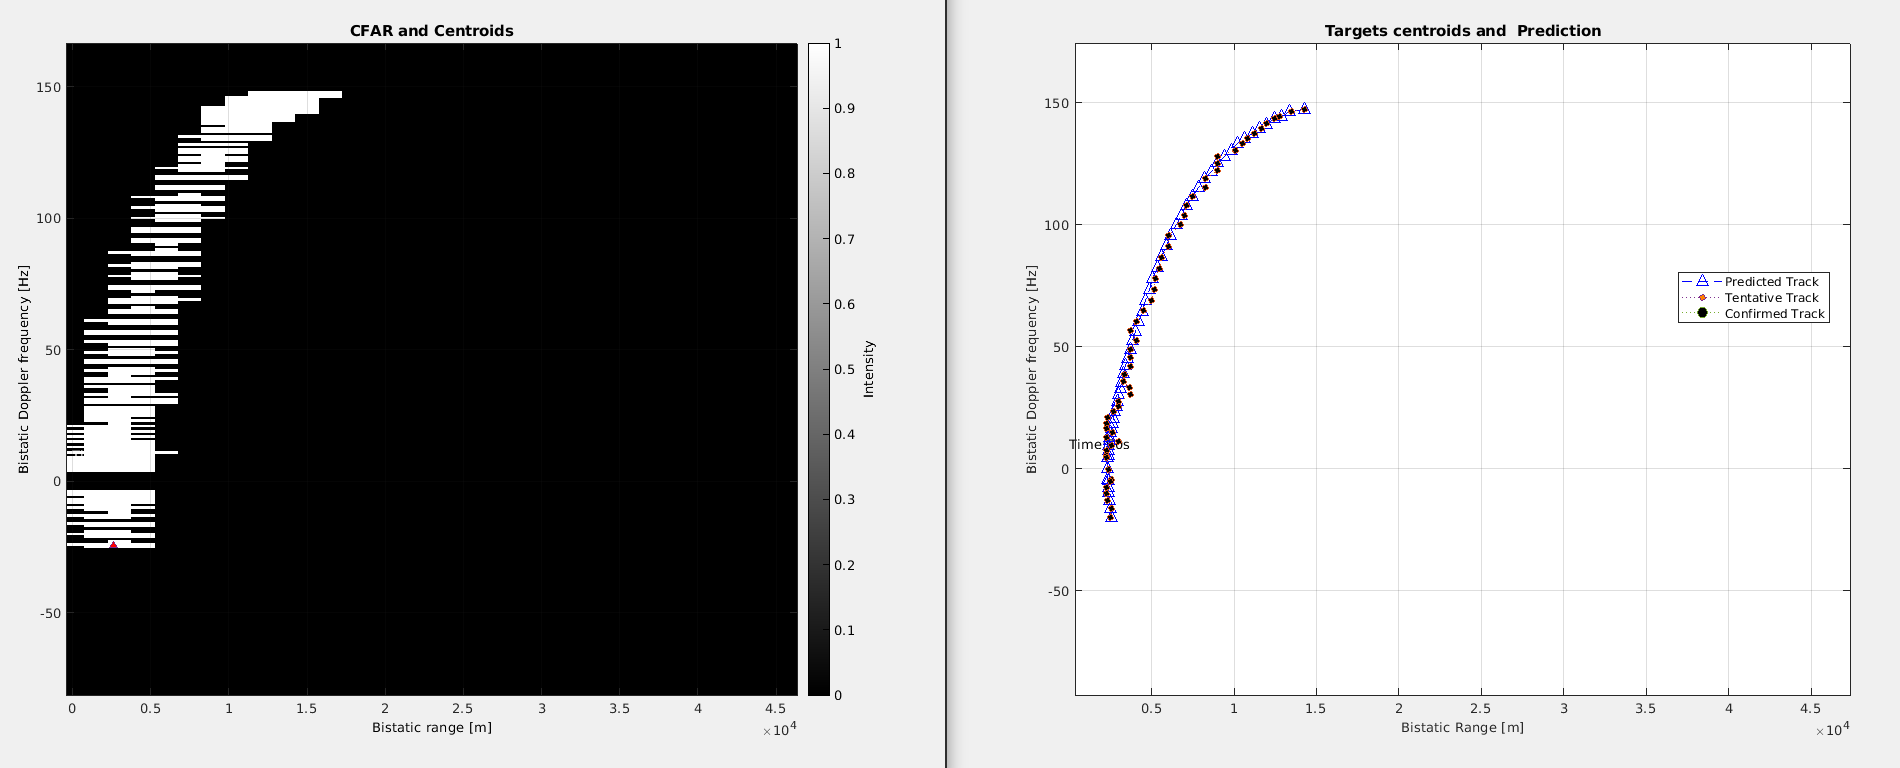 CFAR and Centroids
150
100
50
0
-50
Bistatic Doppler frequency [Hz]
0 0.5 1 1.5 2 2.5 3 3.5 4 4.5
×10^4
Bistatic range [m]
1
0.9
0.8
0.7
0.6
0.5
0.4
0.3
0.2
0.1
0
Intensity
Targets centroids and  Prediction
150
100
50
0
-50
Bistatic Doppler frequency [Hz]
Predicted Track
Tentative Track
Confirmed Track
0.5 1 1.5 2 2.5 3 3.5 4 4.5
×10^4
Bistatic Range [m]